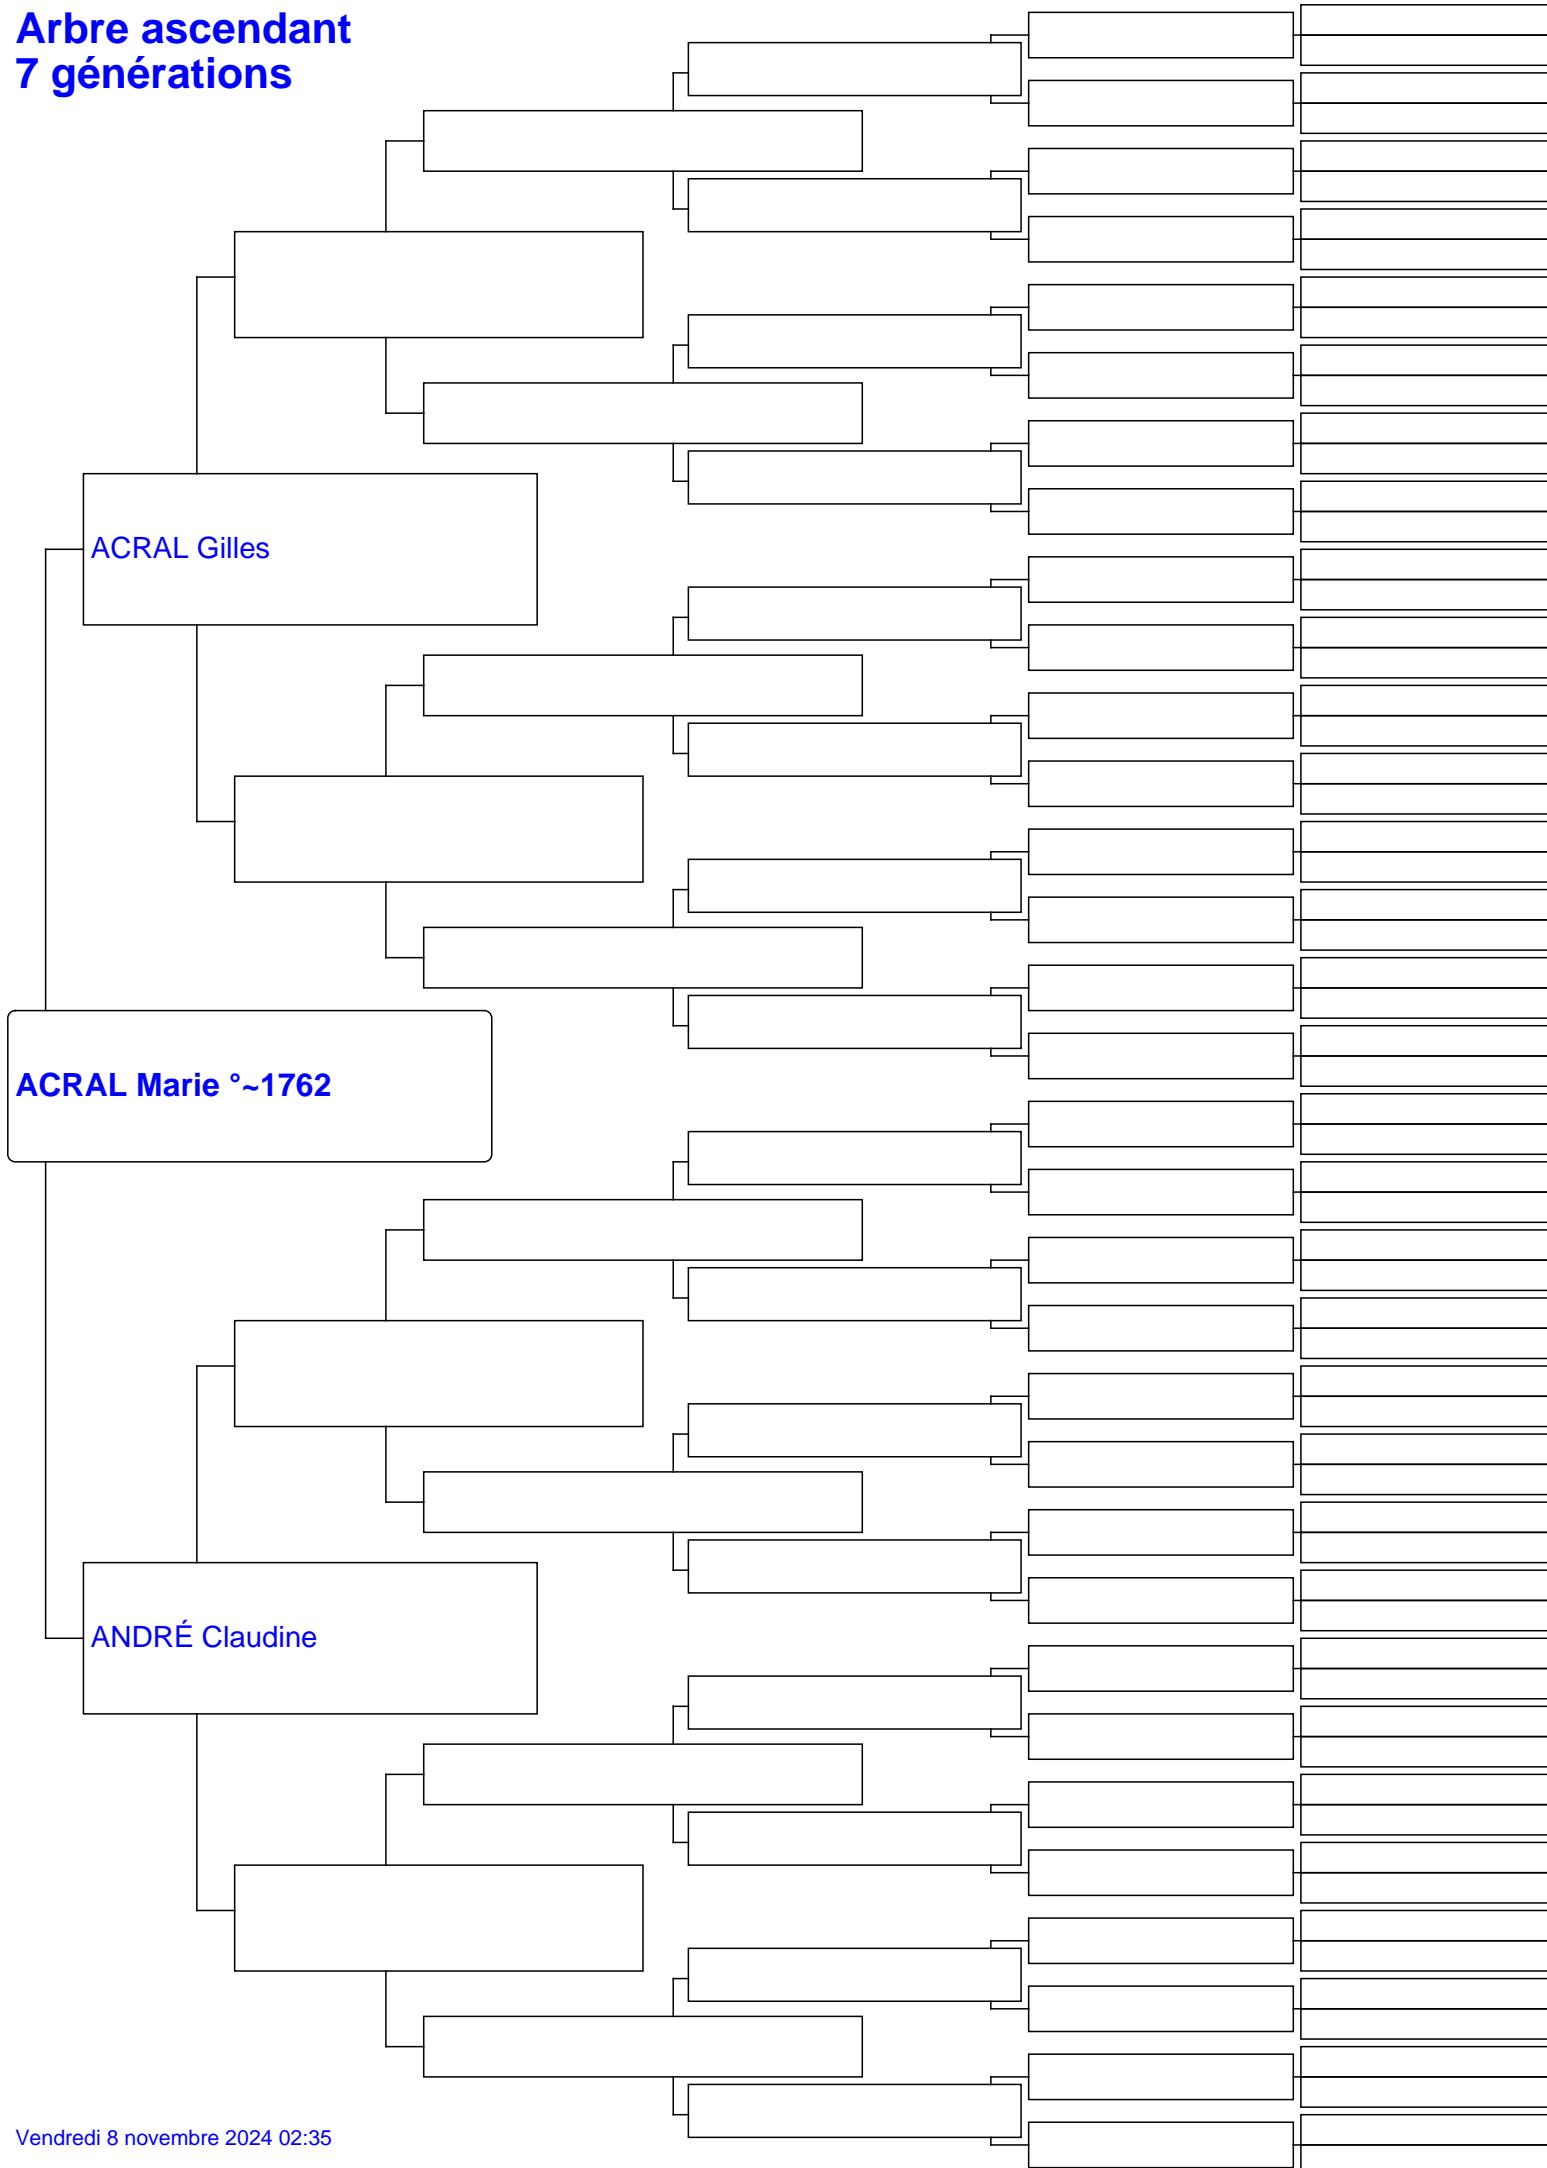 Arbre ascendant
7 générations
ACRAL Gilles
ACRAL Marie °~1762
ANDRÉ Claudine
Vendredi 8 novembre 2024 02:35